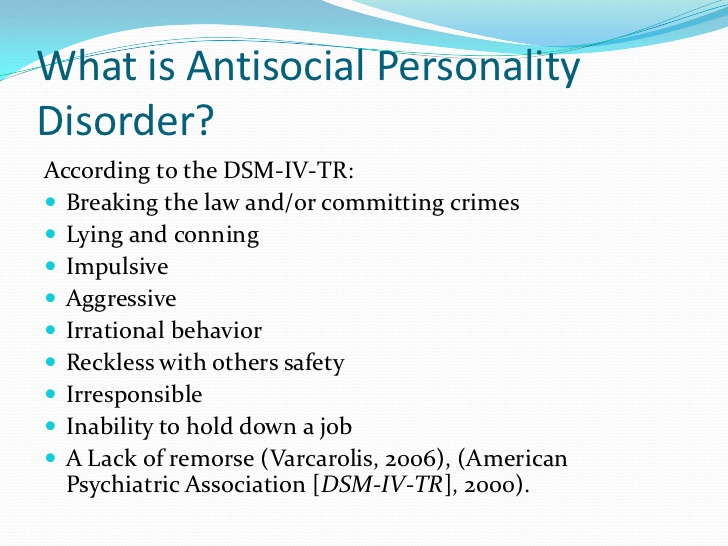 What is Antisocial Personality
Disorder?
According to the DSM-IV-TR:
• Breaking the law and/or committing crimes
• Lying and conning
• Impulsive
• Aggressive
• Irrational behavior
• Reckless with others safety
• Irresponsible
• Inability to hold down a job
• A Lack of remorse (Varcarolis, 2006), (American
Psychiatric Association [DSM-IV-TR], 2000).